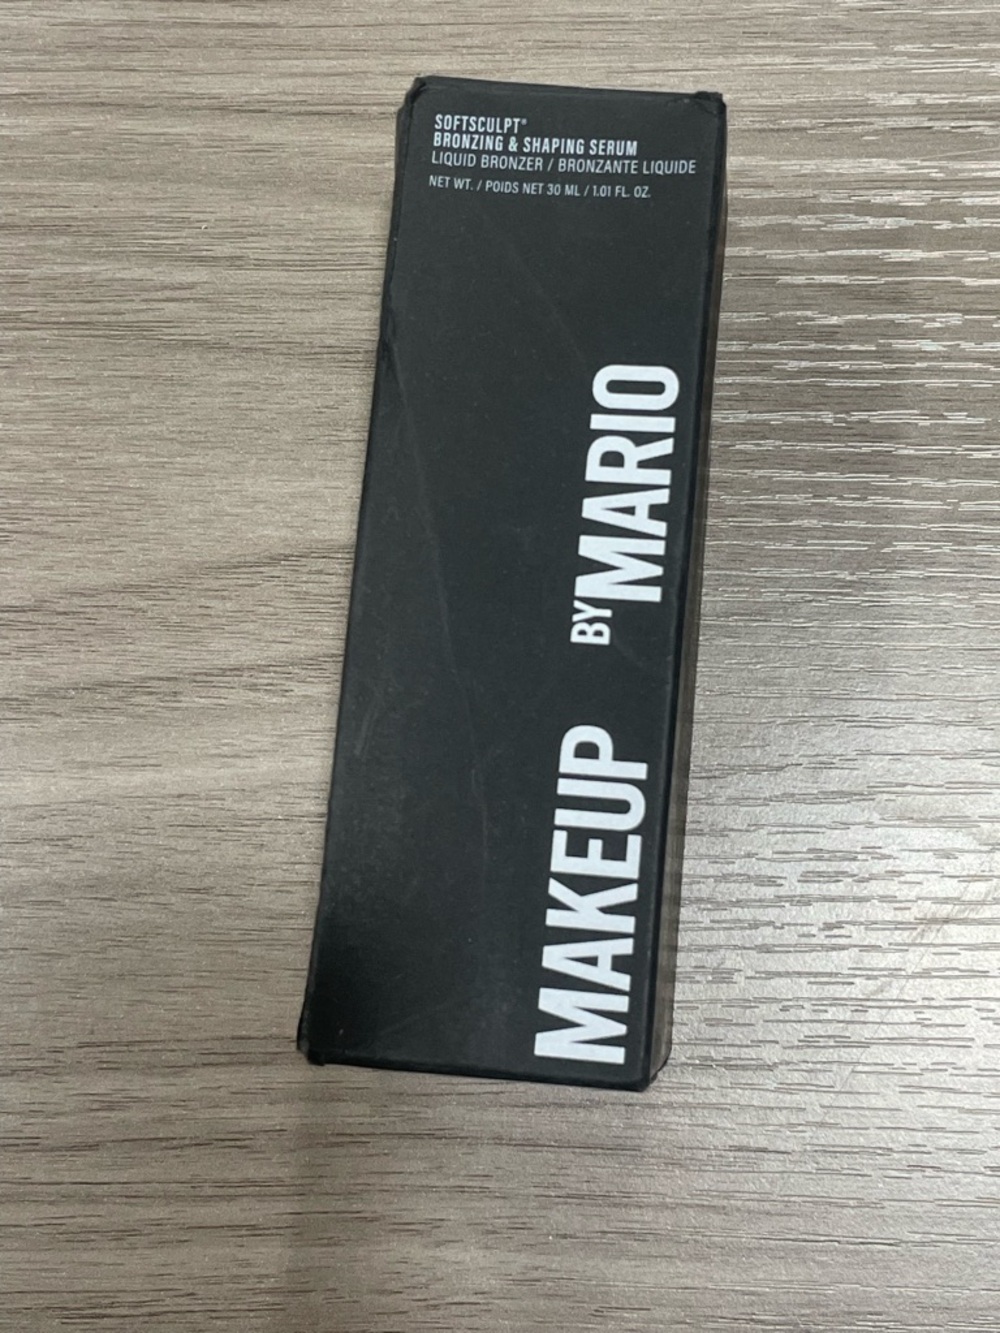 SOFTSCULPT®
BRONZING & SHAPING SERUM
LIQUID BRONZER / BRONZANTE LIQUIDE
NET WT. / POIDS NET 30 ML / 1.01 FL. OZ.
MAKEUP BY MARIO